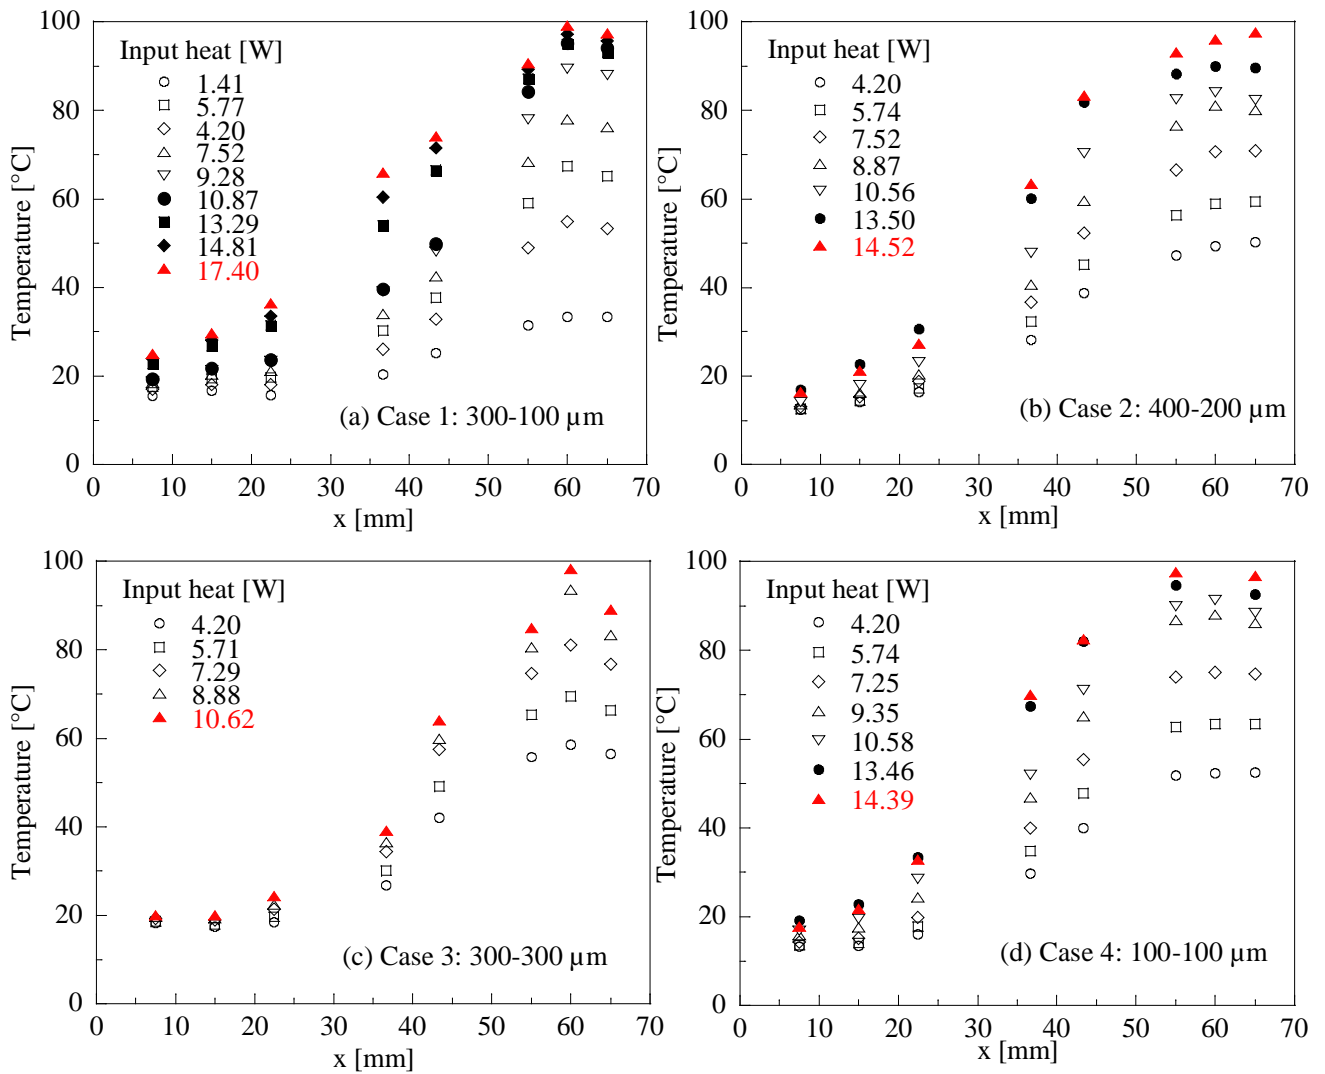 100
80
60
40
20
0
Temperature [°C]
Input heat [W]
1.41
5.77
4.20
7.52
9.28
10.87
13.29
14.81
17.40
(a) Case 1: 300-100 µm
0 10 20 30 40 50 60 70
x [mm]
100
80
60
40
20
0
Temperature [°C]
Input heat [W]
4.20
5.74
7.52
8.87
10.56
13.50
14.52
(b) Case 2: 400-200 µm
0 10 20 30 40 50 60 70
x [mm]
100
80
60
40
20
0
Temperature [°C]
Input heat [W]
4.20
5.71
7.29
8.88
10.62
(c) Case 3: 300-300 µm
0 10 20 30 40 50 60 70
x [mm]
100
80
60
40
20
0
Temperature [°C]
Input heat [W]
4.20
5.74
7.25
9.35
10.58
13.46
14.39
(d) Case 4: 100-100 µm
0 10 20 30 40 50 60 70
x [mm]